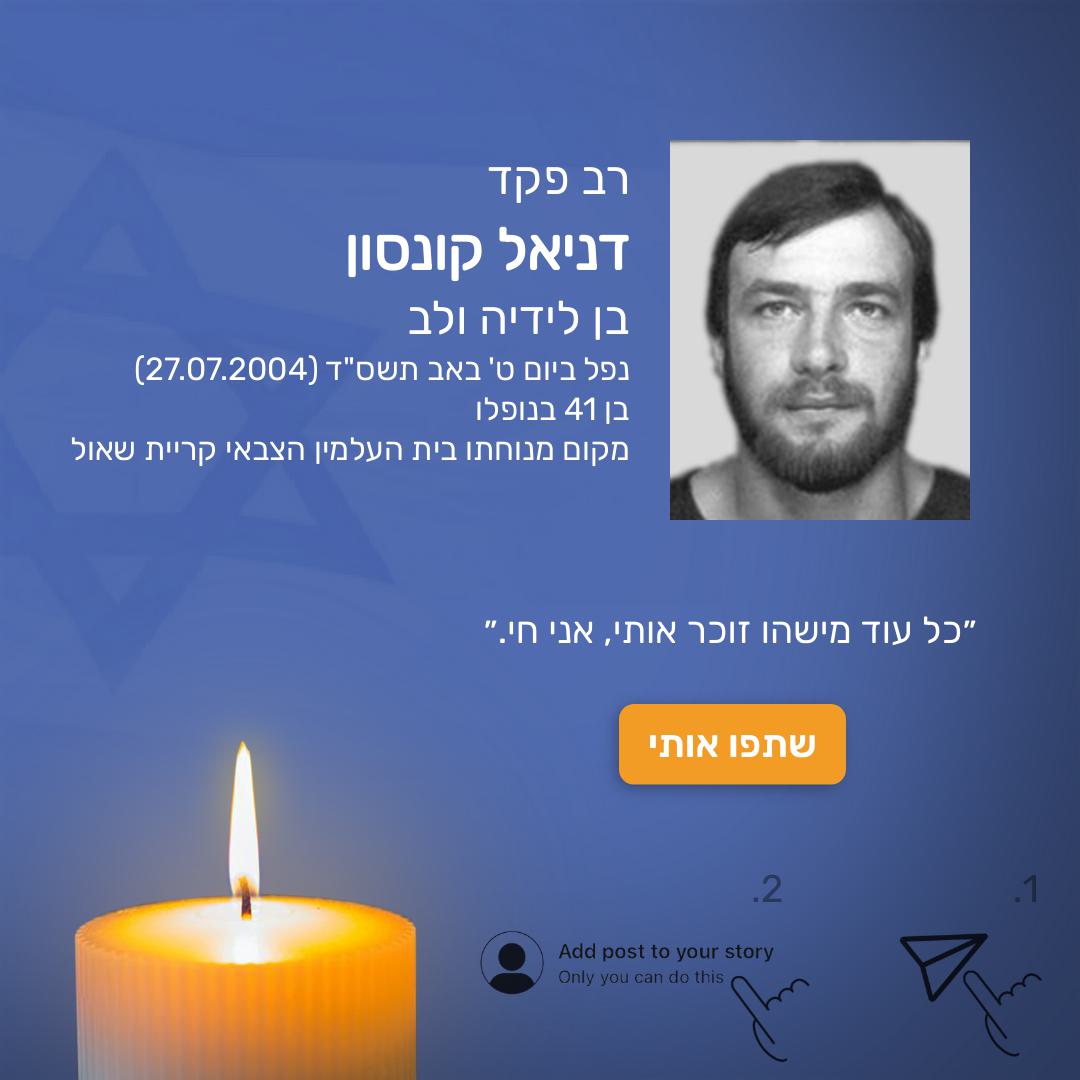 רב פקד
דניאל קונסון
בן לידיה ולב
נפל ביום ט' באב תשס"ד (27.07.2004)
בן 41 בנופלו
מקום מנוחתו בית העלמין הצבאי קריית שאול
״כל עוד מישהו זוכר אותי, אני חי.״
שתפו אותי
.1
.2
Add post to your story
Only you can do this